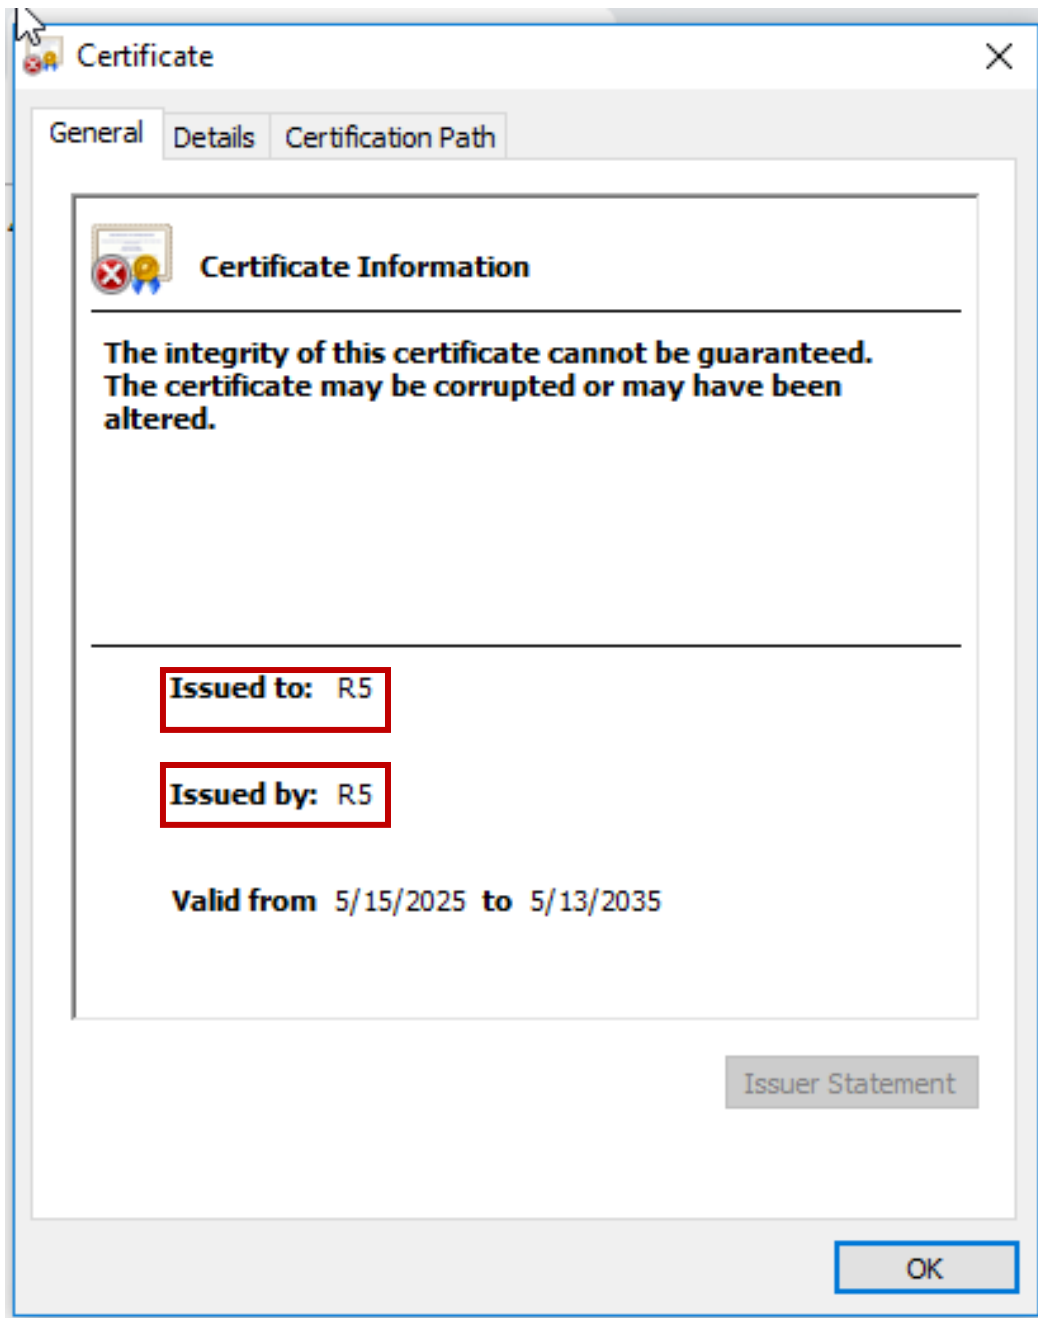 Certificate
General Details Certification Path
Certificate Information
The integrity of this certificate cannot be guaranteed.
The certificate may be corrupted or may have been
altered.
Issued to: R5
Issued by: R5
Valid from 5/15/2025 to 5/13/2035
Issuer Statement
OK